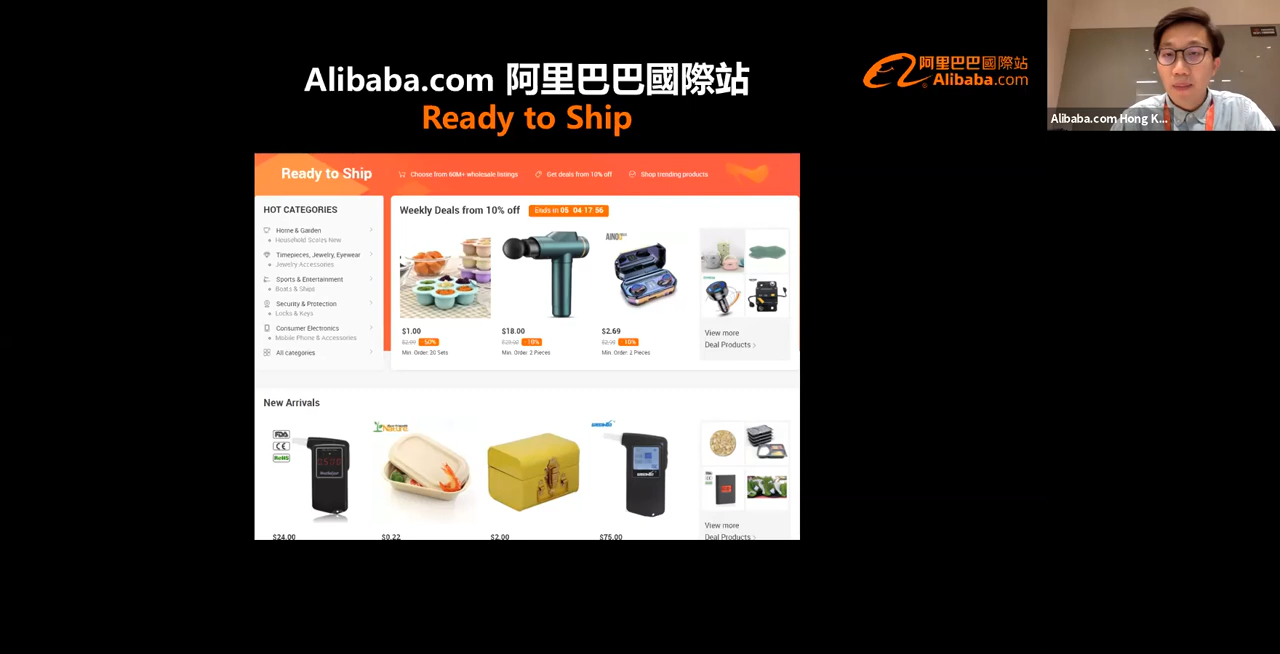 Alibaba.com 阿里巴巴國際站
Ready to Ship
阿里巴巴國際站
Alibaba.com
Alibaba.com Hong K...
Ready to Ship
Choose from 60M+ wholesale listings
Get deals from 10% off
Shop trending products
HOT CATEGORIES
Home & Garden
Household Scales New
Timepieces, Jewelry, Eyewear
Jewelry Accessories
Sports & Entertainment
Boats & Ships
Security & Protection
Locks & Keys
Consumer Electronics
Mobile Phone & Accessories
All categories
Weekly Deals from 10% off
Ends in 05 : 04 : 17 : 56
$1.00
-50%
Min. Order: 20 Sets
$18.00
-10%
Min. Order: 2 Pieces
$2.69
$2.99 -10%
Min. Order: 2 Pieces
View more
Deal Products >
New Arrivals
FDA
CE
RoHS
Nature
$24.00
$0.22
$2.00
$75.00
View more
Deal Products >